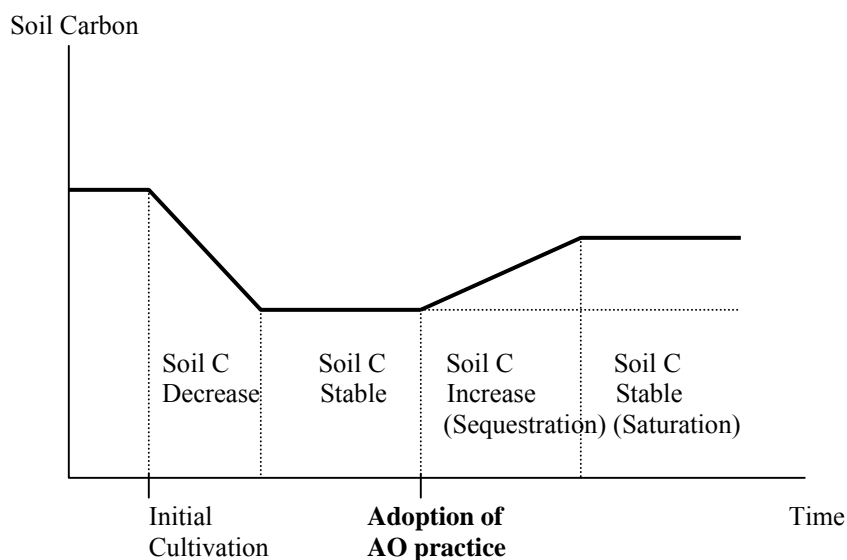 Soil Carbon
Soil C
Decrease
Soil C
Stable
Soil C
Increase
(Sequestration)
Soil C
Stable
(Saturation)
Initial
Cultivation
Adoption of
AO practice
Time